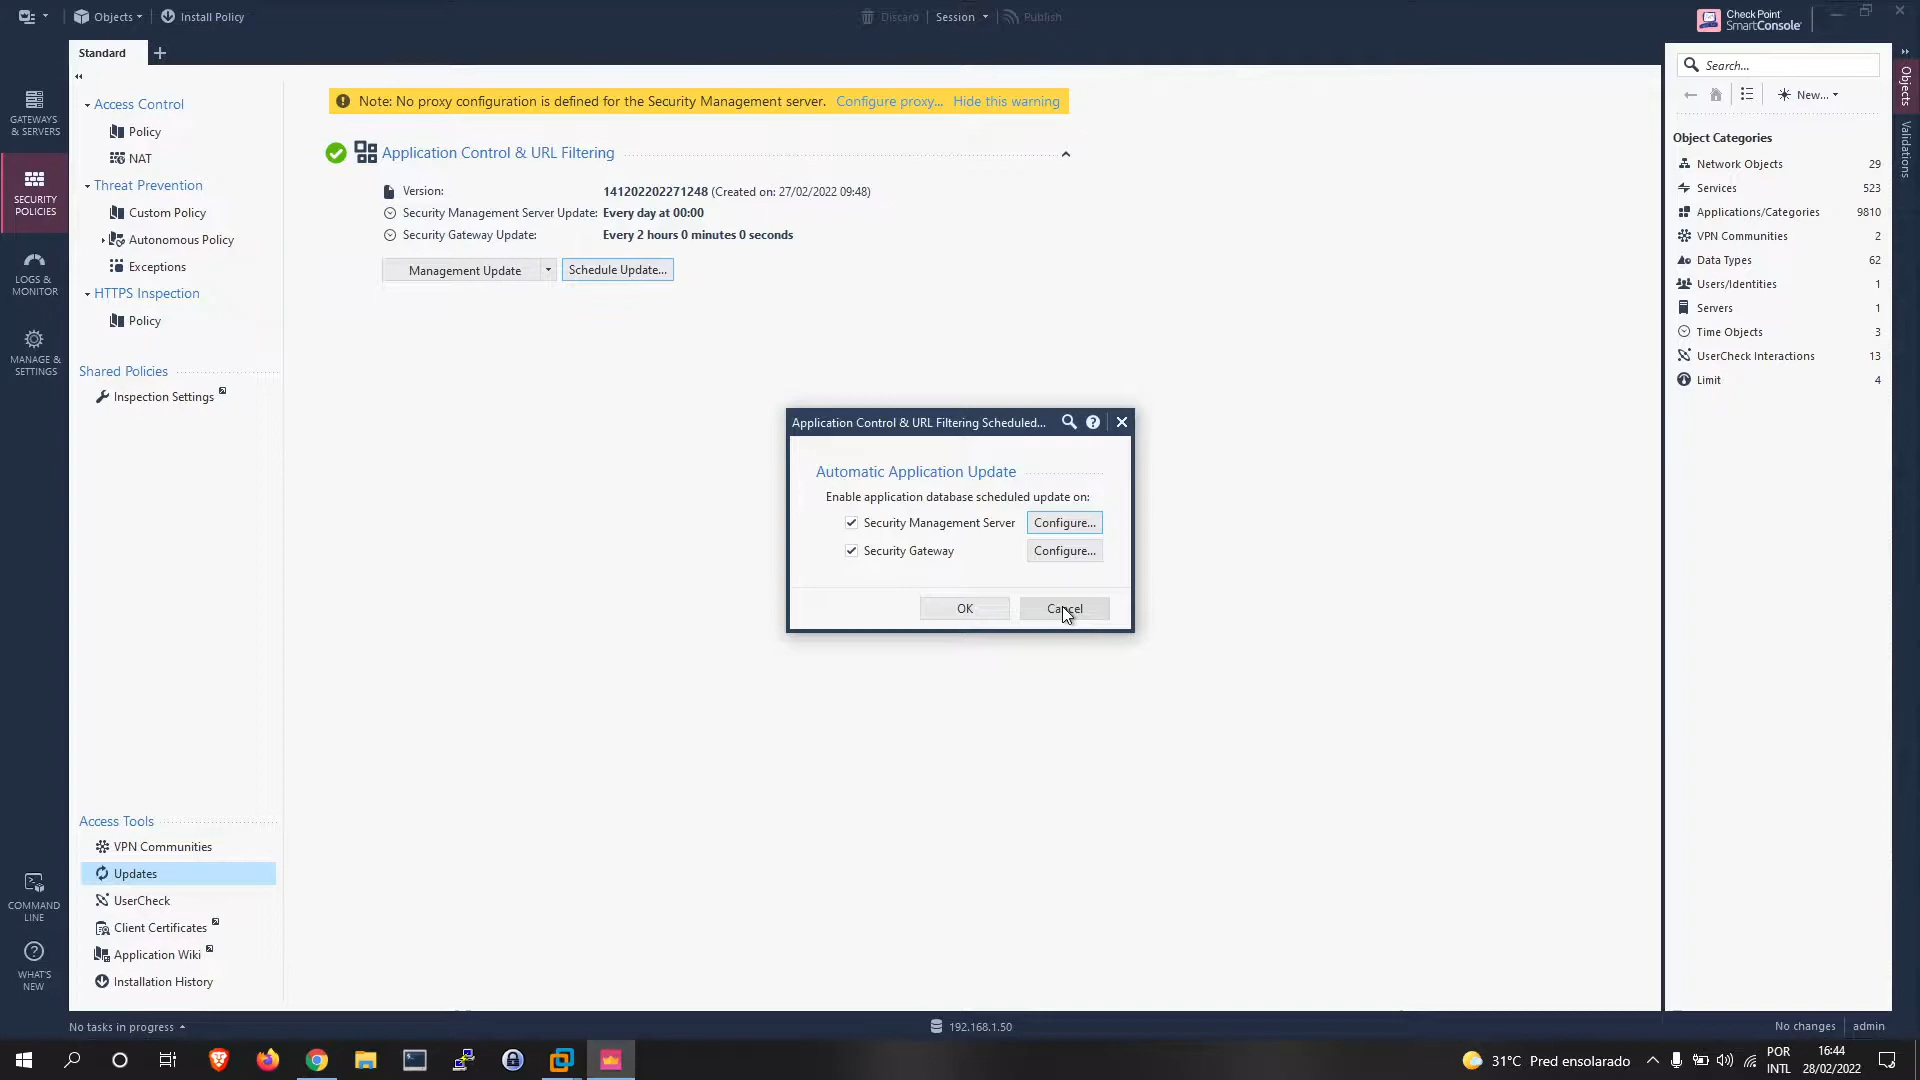 Objects
Install Policy
Discard
Session
Publish
Check Point
SmartConsole
Standard
GATEWAYS
& SERVERS
SECURITY
POLICIES
LOGS &
MONITOR
MANAGE &
SETTINGS
COMMAND
LINE
WHAT'S
NEW
Access Control
Policy
NAT
Threat Prevention
Custom Policy
Autonomous Policy
Exceptions
HTTPS Inspection
Policy
Shared Policies
Inspection Settings
Access Tools
VPN Communities
Updates
UserCheck
Client Certificates
Application Wiki
Installation History
Note: No proxy configuration is defined for the Security Management server. Configure proxy... Hide this warning
Application Control & URL Filtering
Version: 141202202271248 (Created on: 27/02/2022 09:48)
Security Management Server Update: Every day at 00:00
Security Gateway Update: Every 2 hours 0 minutes 0 seconds
Management Update
Schedule Update...
Application Control & URL Filtering Scheduled...
Automatic Application Update
Enable application database scheduled update on:
Security Management Server Configure...
Security Gateway Configure...
OK Cancel
Search...
New...
Object Categories
Network Objects 29
Services 523
Applications/Categories 9810
VPN Communities 2
Data Types 62
Users/Identities 1
Servers 1
Time Objects 3
UserCheck Interactions 13
Limit 4
Objects
Validations
No tasks in progress
192.168.1.50
No changes
admin
31°C Pred ensolarado
POR
INTL
16:44
28/02/2022